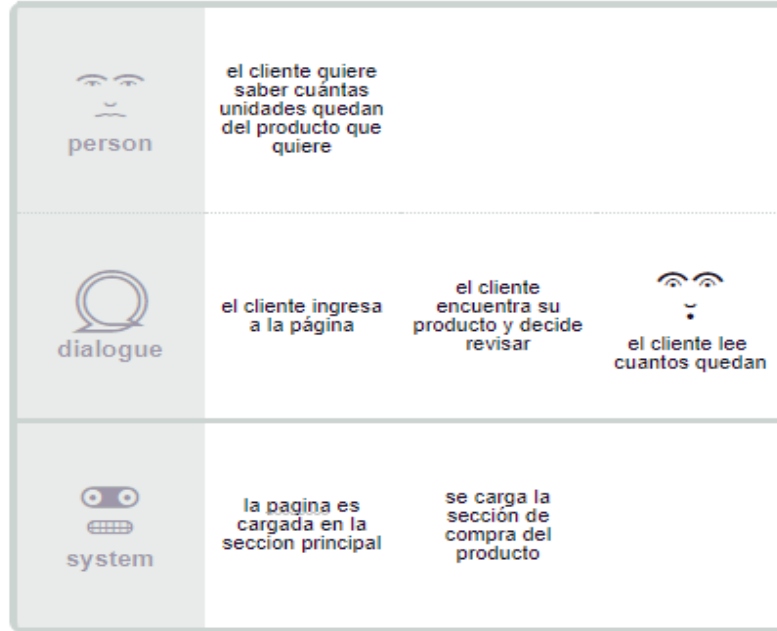 person
el cliente quiere
saber cuántas
unidades quedan
del producto que
quiere
dialogue
el cliente ingresa
a la página
el cliente
encuentra su
producto y decide
revisar
el cliente lee
cuantos quedan
system
la pagina es
cargada en la
seccion principal
se carga la
sección de
compra del
producto